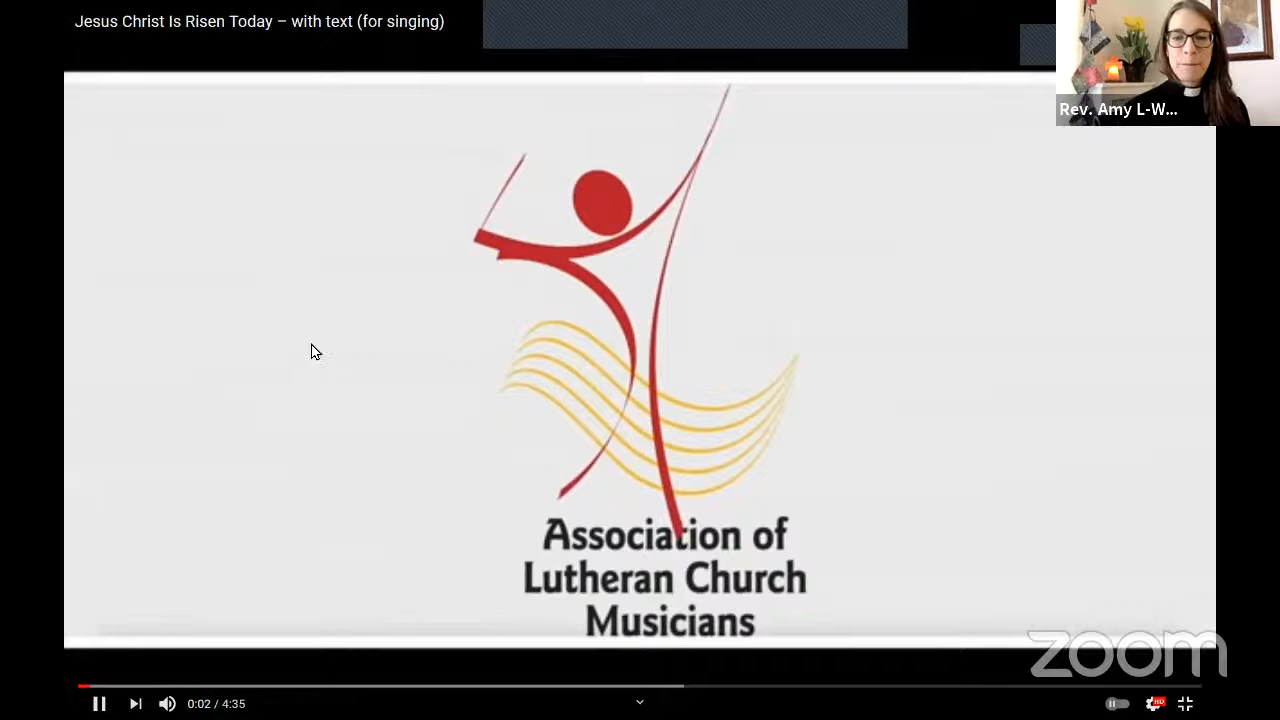 Jesus Christ Is Risen Today – with text (for singing)
Rev. Amy L-W...
Association of
Lutheran Church
Musicians
zoom
0:02 / 4:35
HD